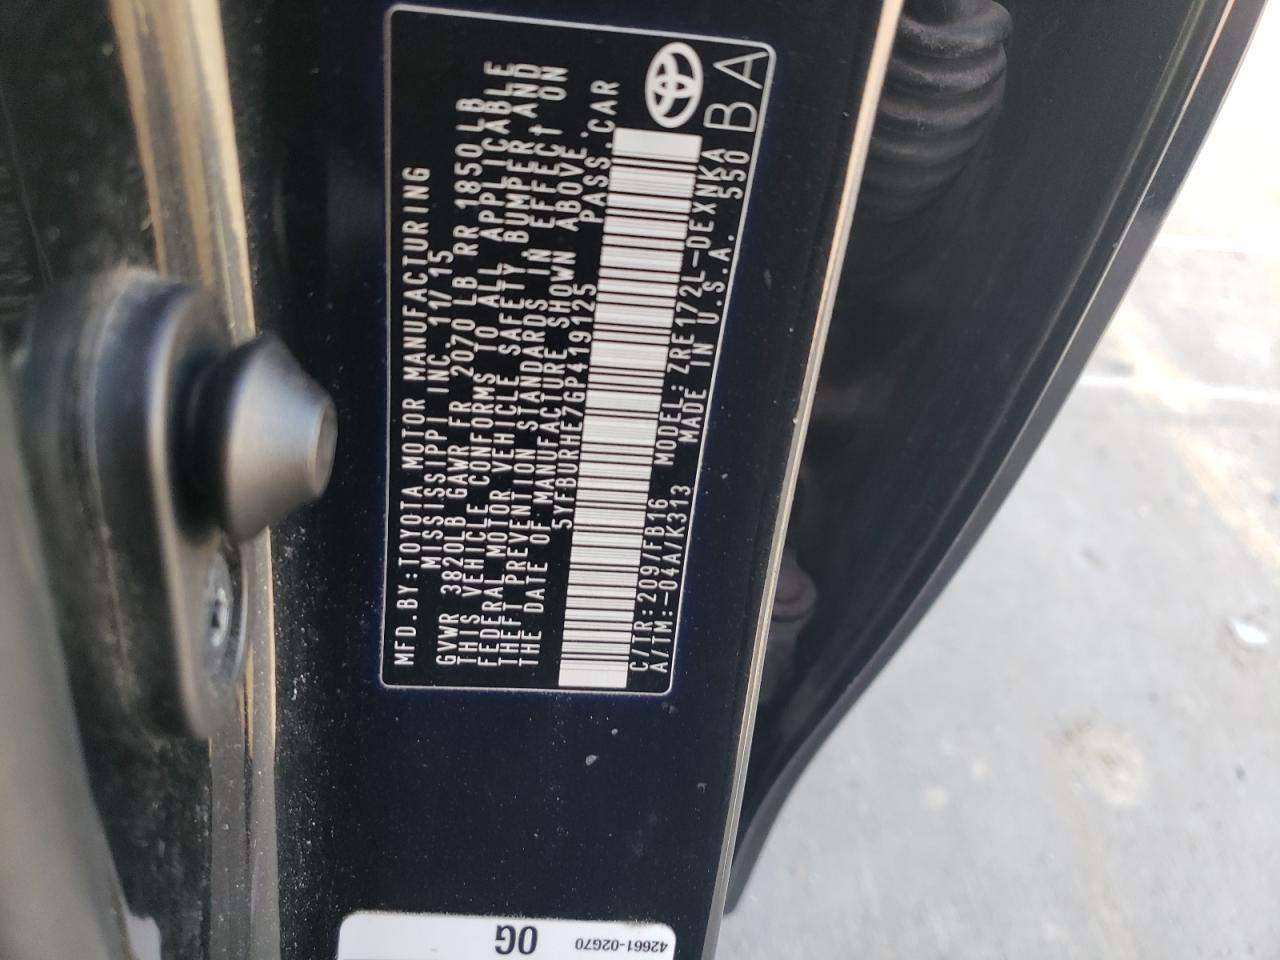 MFD.BY:TOYOTA MOTOR MANUFACTURING
MISSISSIPPI INC. 11/15
GVWR 3820LB GAWR FR 2070 LB RR 1850LB
THIS VEHICLE CONFORMS TO ALL APPLICABLE
FEDERAL MOTOR VEHICLE SAFETY,BUMPER,AND
THEFT PREVENTION STANDARDS IN EFFECT ON
THE DATE OF MANUFACTURE SHOWN ABOVE.
5YFBURHE7GP419125 PASS.CAR
C/TR:209/FB16 MODEL:ZRE172L-DEXNKA
A/TM:-04A/K313 MADE IN U.S.A. 550
BA
42661-02G70
0G